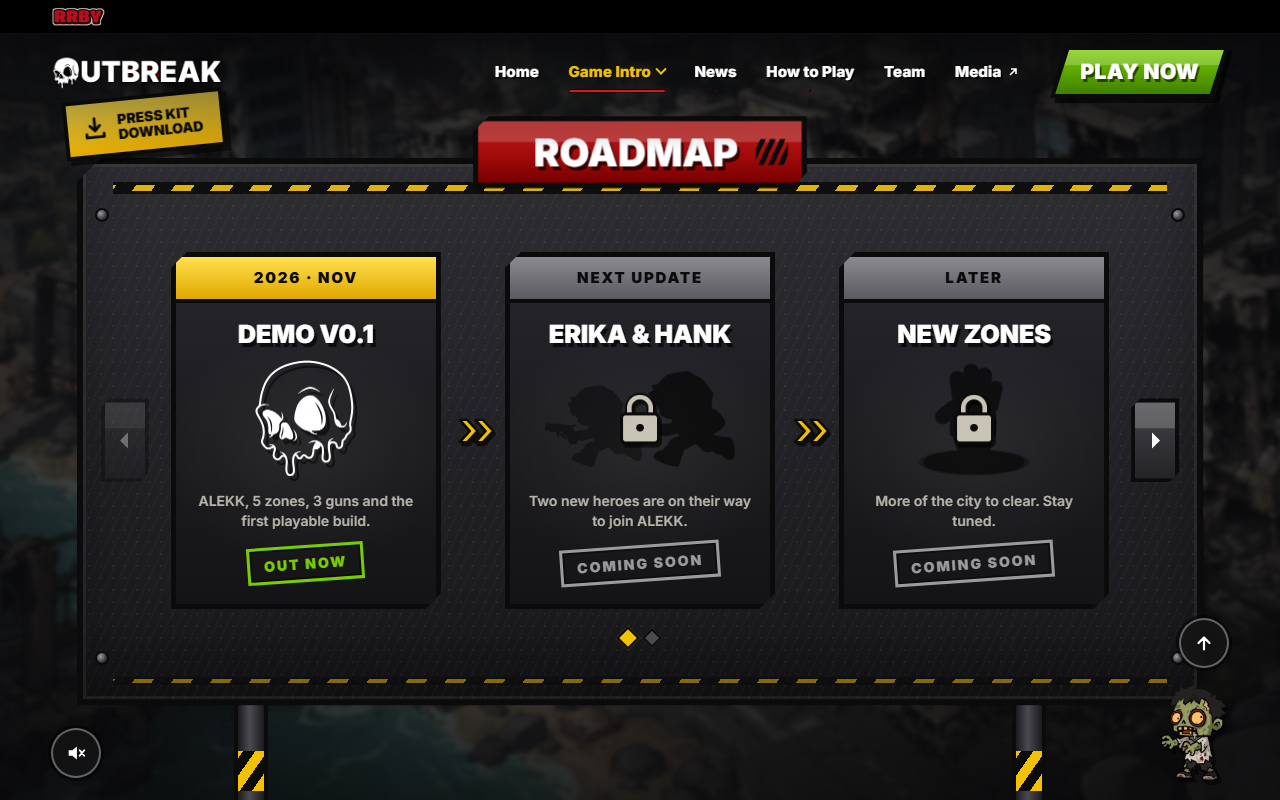 RRBY
OUTBREAK
Home
Game Intro
News
How to Play
Team
Media
PLAY NOW
PRESS KIT
DOWNLOAD
ROADMAP
2026 · NOV
DEMO V0.1
ALEKK, 5 zones, 3 guns and the
first playable build.
OUT NOW
NEXT UPDATE
ERIKA & HANK
Two new heroes are on their way
to join ALEKK.
COMING SOON
LATER
NEW ZONES
More of the city to clear. Stay
tuned.
COMING SOON